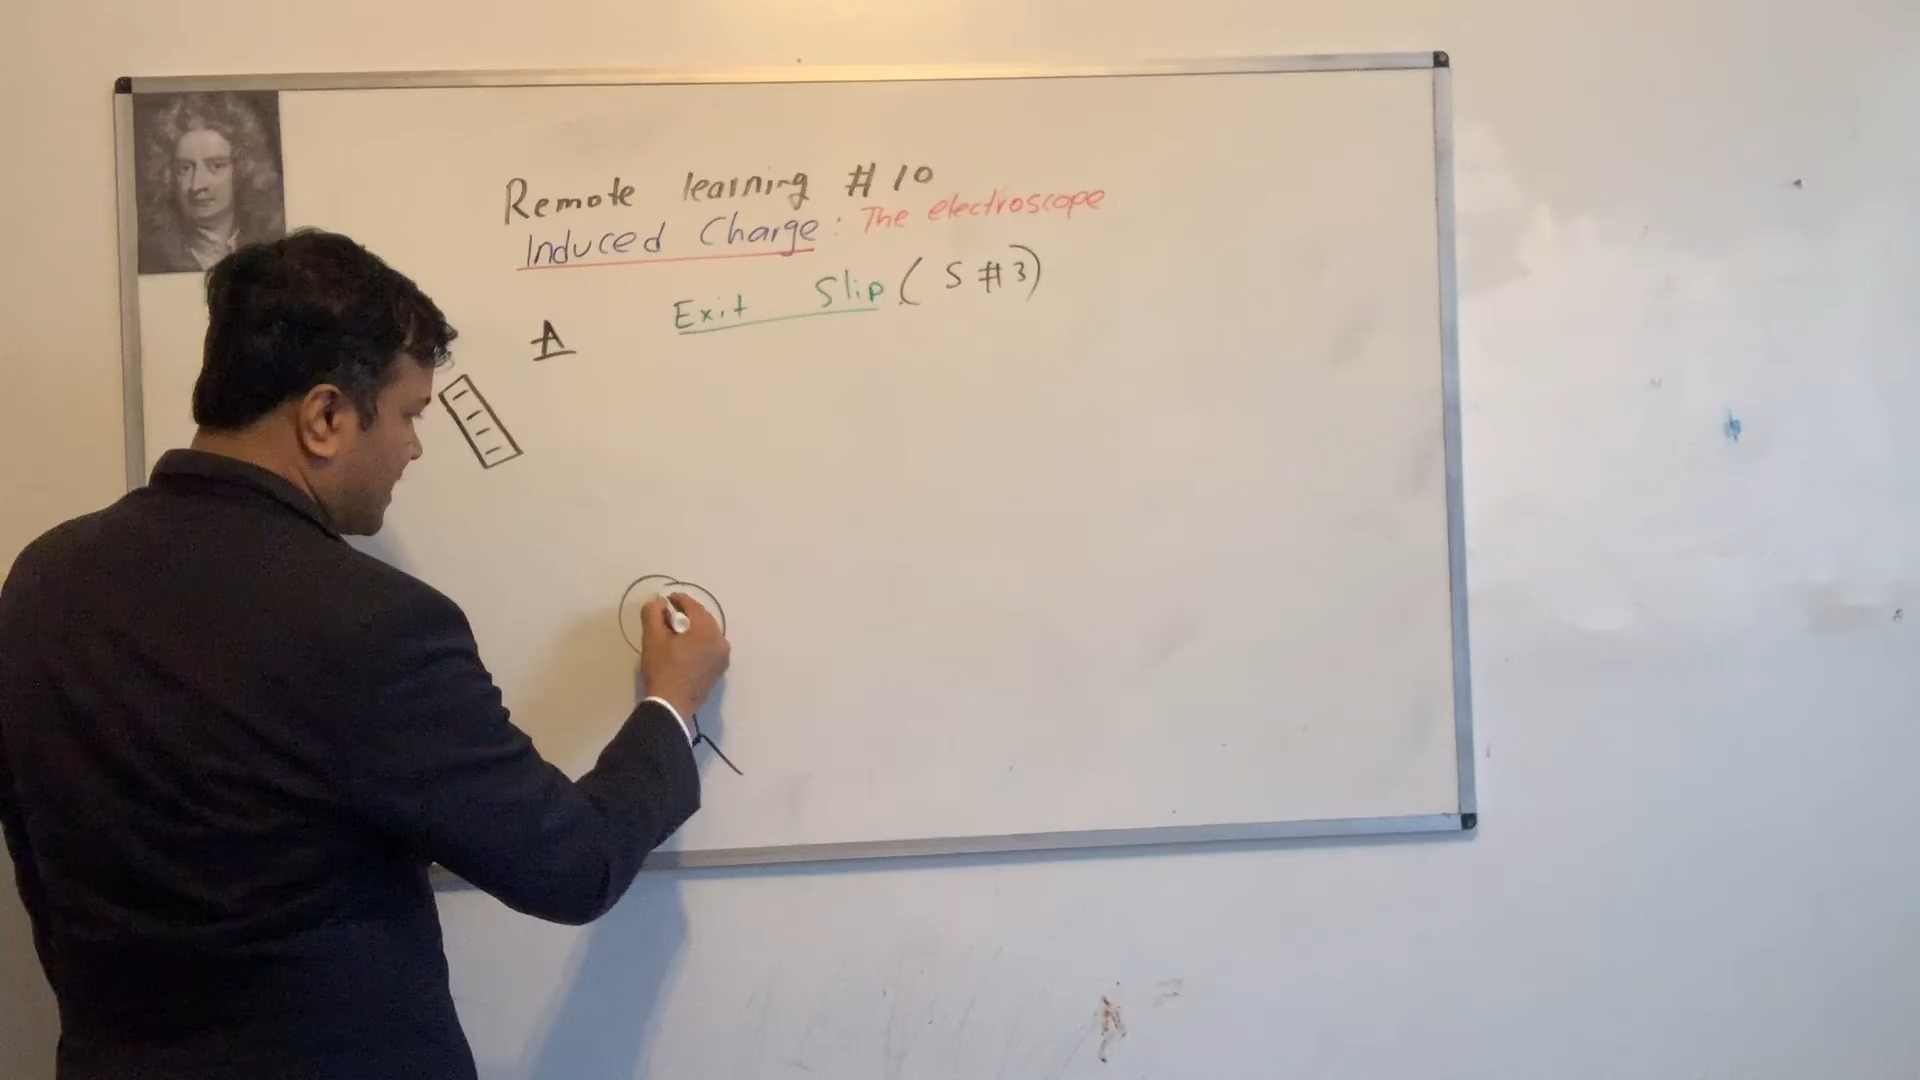 Remote learning #10
Induced Charge: The electroscope.
Exit Slip (S #3)
A